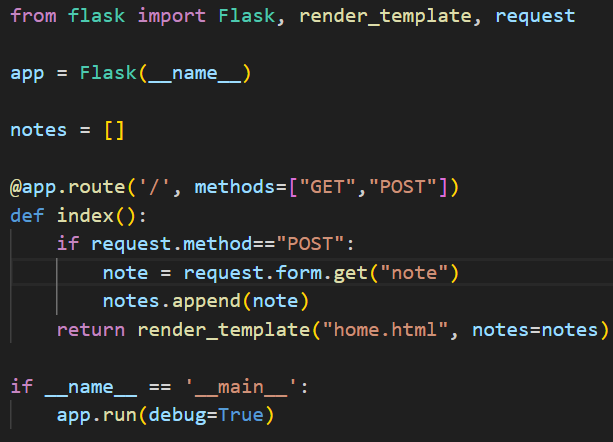 from flask import Flask, render_template, request
app = Flask(__name__)
notes = []
@app.route('/', methods=["GET","POST"])
def index():
    if request.method=="POST":
        note = request.form.get("note")
        notes.append(note)
    return render_template("home.html", notes=notes)
if __name__ == '__main__':
    app.run(debug=True)